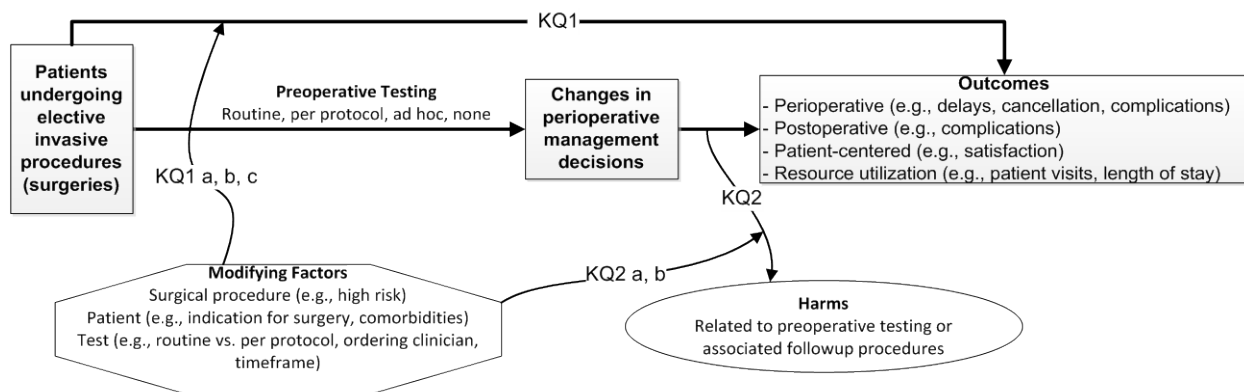 KQ1
Patients
undergoing
elective
invasive
procedures
(surgeries)
Preoperative Testing
Routine, per protocol, ad hoc, none
Changes in
perioperative
management
decisions
Outcomes
- Perioperative (e.g., delays, cancellation, complications)
- Postoperative (e.g., complications)
- Patient-centered (e.g., satisfaction)
- Resource utilization (e.g., patient visits, length of stay)
KQ1 a, b, c
KQ2
KQ2 a, b
Modifying Factors
Surgical procedure (e.g., high risk)
Patient (e.g., indication for surgery, comorbidities)
Test (e.g., routine vs. per protocol, ordering clinician,
timeframe)
Harms
Related to preoperative testing or
associated followup procedures